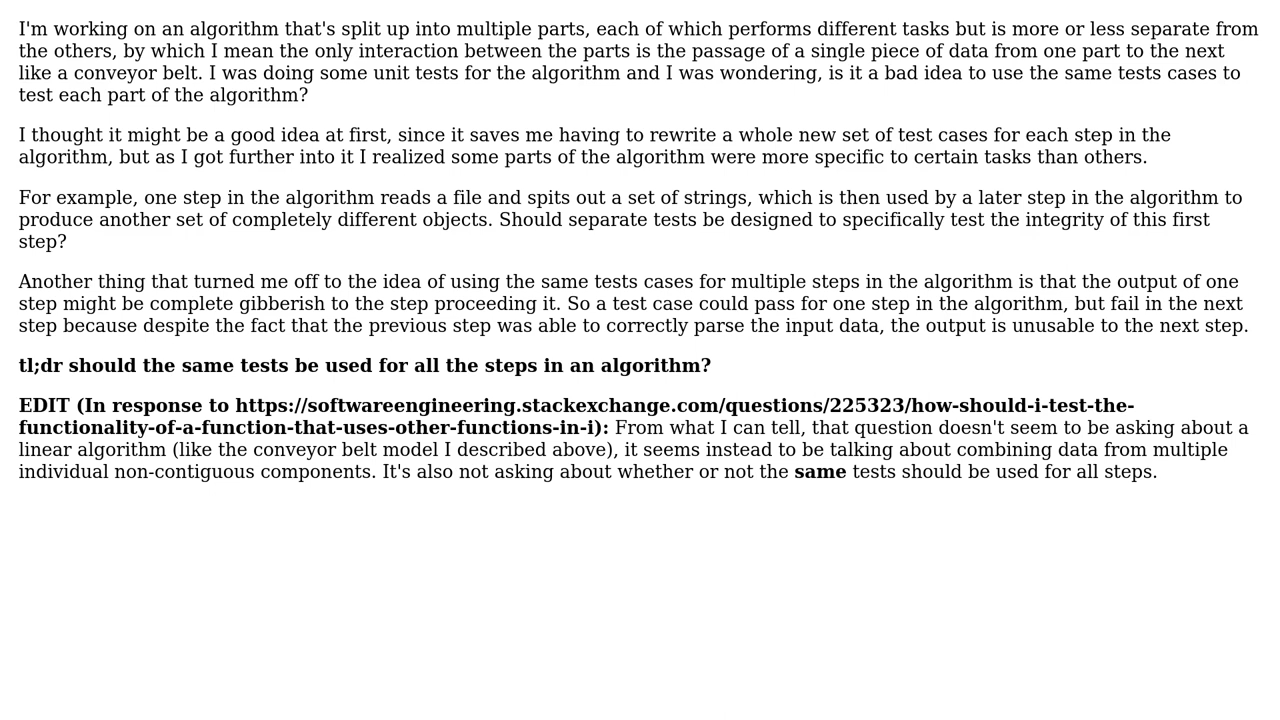 I'm working on an algorithm that's split up into multiple parts, each of which performs different tasks but is more or less separate from
the others, by which I mean the only interaction between the parts is the passage of a single piece of data from one part to the next
like a conveyor belt. I was doing some unit tests for the algorithm and I was wondering, is it a bad idea to use the same tests cases to
test each part of the algorithm?
I thought it might be a good idea at first, since it saves me having to rewrite a whole new set of test cases for each step in the
algorithm, but as I got further into it I realized some parts of the algorithm were more specific to certain tasks than others.
For example, one step in the algorithm reads a file and spits out a set of strings, which is then used by a later step in the algorithm to
produce another set of completely different objects. Should separate tests be designed to specifically test the integrity of this first
step?
Another thing that turned me off to the idea of using the same tests cases for multiple steps in the algorithm is that the output of one
step might be complete gibberish to the step proceeding it. So a test case could pass for one step in the algorithm, but fail in the next
step because despite the fact that the previous step was able to correctly parse the input data, the output is unusable to the next step.
tl;dr should the same tests be used for all the steps in an algorithm?
EDIT (In response to https://softwareengineering.stackexchange.com/questions/225323/how-should-i-test-the-
functionality-of-a-function-that-uses-other-functions-in-i): From what I can tell, that question doesn't seem to be asking about a
linear algorithm (like the conveyor belt model I described above), it seems instead to be talking about combining data from multiple
individual non-contiguous components. It's also not asking about whether or not the same tests should be used for all steps.